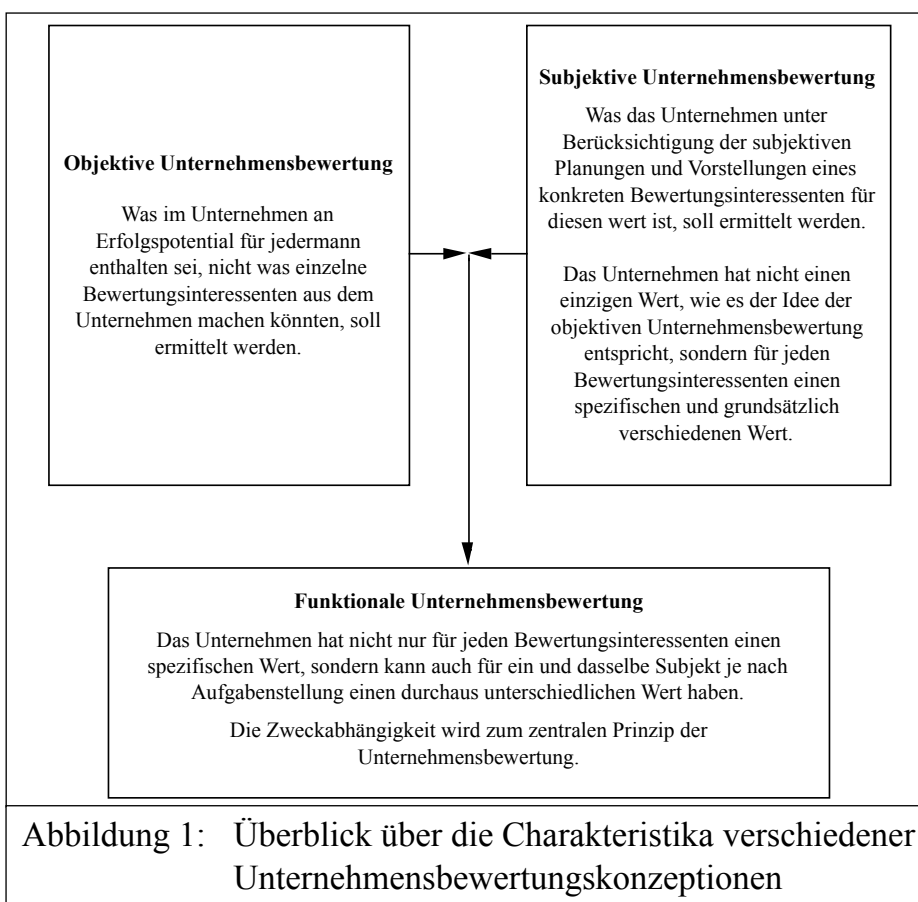 Objektive Unternehmensbewertung
Was im Unternehmen an
Erfolgspotential für jedermann
enthalten sei, nicht was einzelne
Bewertungsinteressenten aus dem
Unternehmen machen könnten, soll
ermittelt werden.
Subjektive Unternehmensbewertung
Was das Unternehmen unter
Berücksichtigung der subjektiven
Planungen und Vorstellungen eines
konkreten Bewertungsinteressenten für
diesen wert ist, soll ermittelt werden.
Das Unternehmen hat nicht einen
einzigen Wert, wie es der Idee der
objektiven Unternehmensbewertung
entspricht, sondern für jeden
Bewertungsinteressenten einen
spezifischen und grundsätzlich
verschiedenen Wert.
Funktionale Unternehmensbewertung
Das Unternehmen hat nicht nur für jeden Bewertungsinteressenten einen
spezifischen Wert, sondern kann auch für ein und dasselbe Subjekt je nach
Aufgabenstellung einen durchaus unterschiedlichen Wert haben.
Die Zweckabhängigkeit wird zum zentralen Prinzip der
Unternehmensbewertung.
Abbildung 1: Überblick über die Charakteristika verschiedener
Unternehmensbewertungskonzeptionen